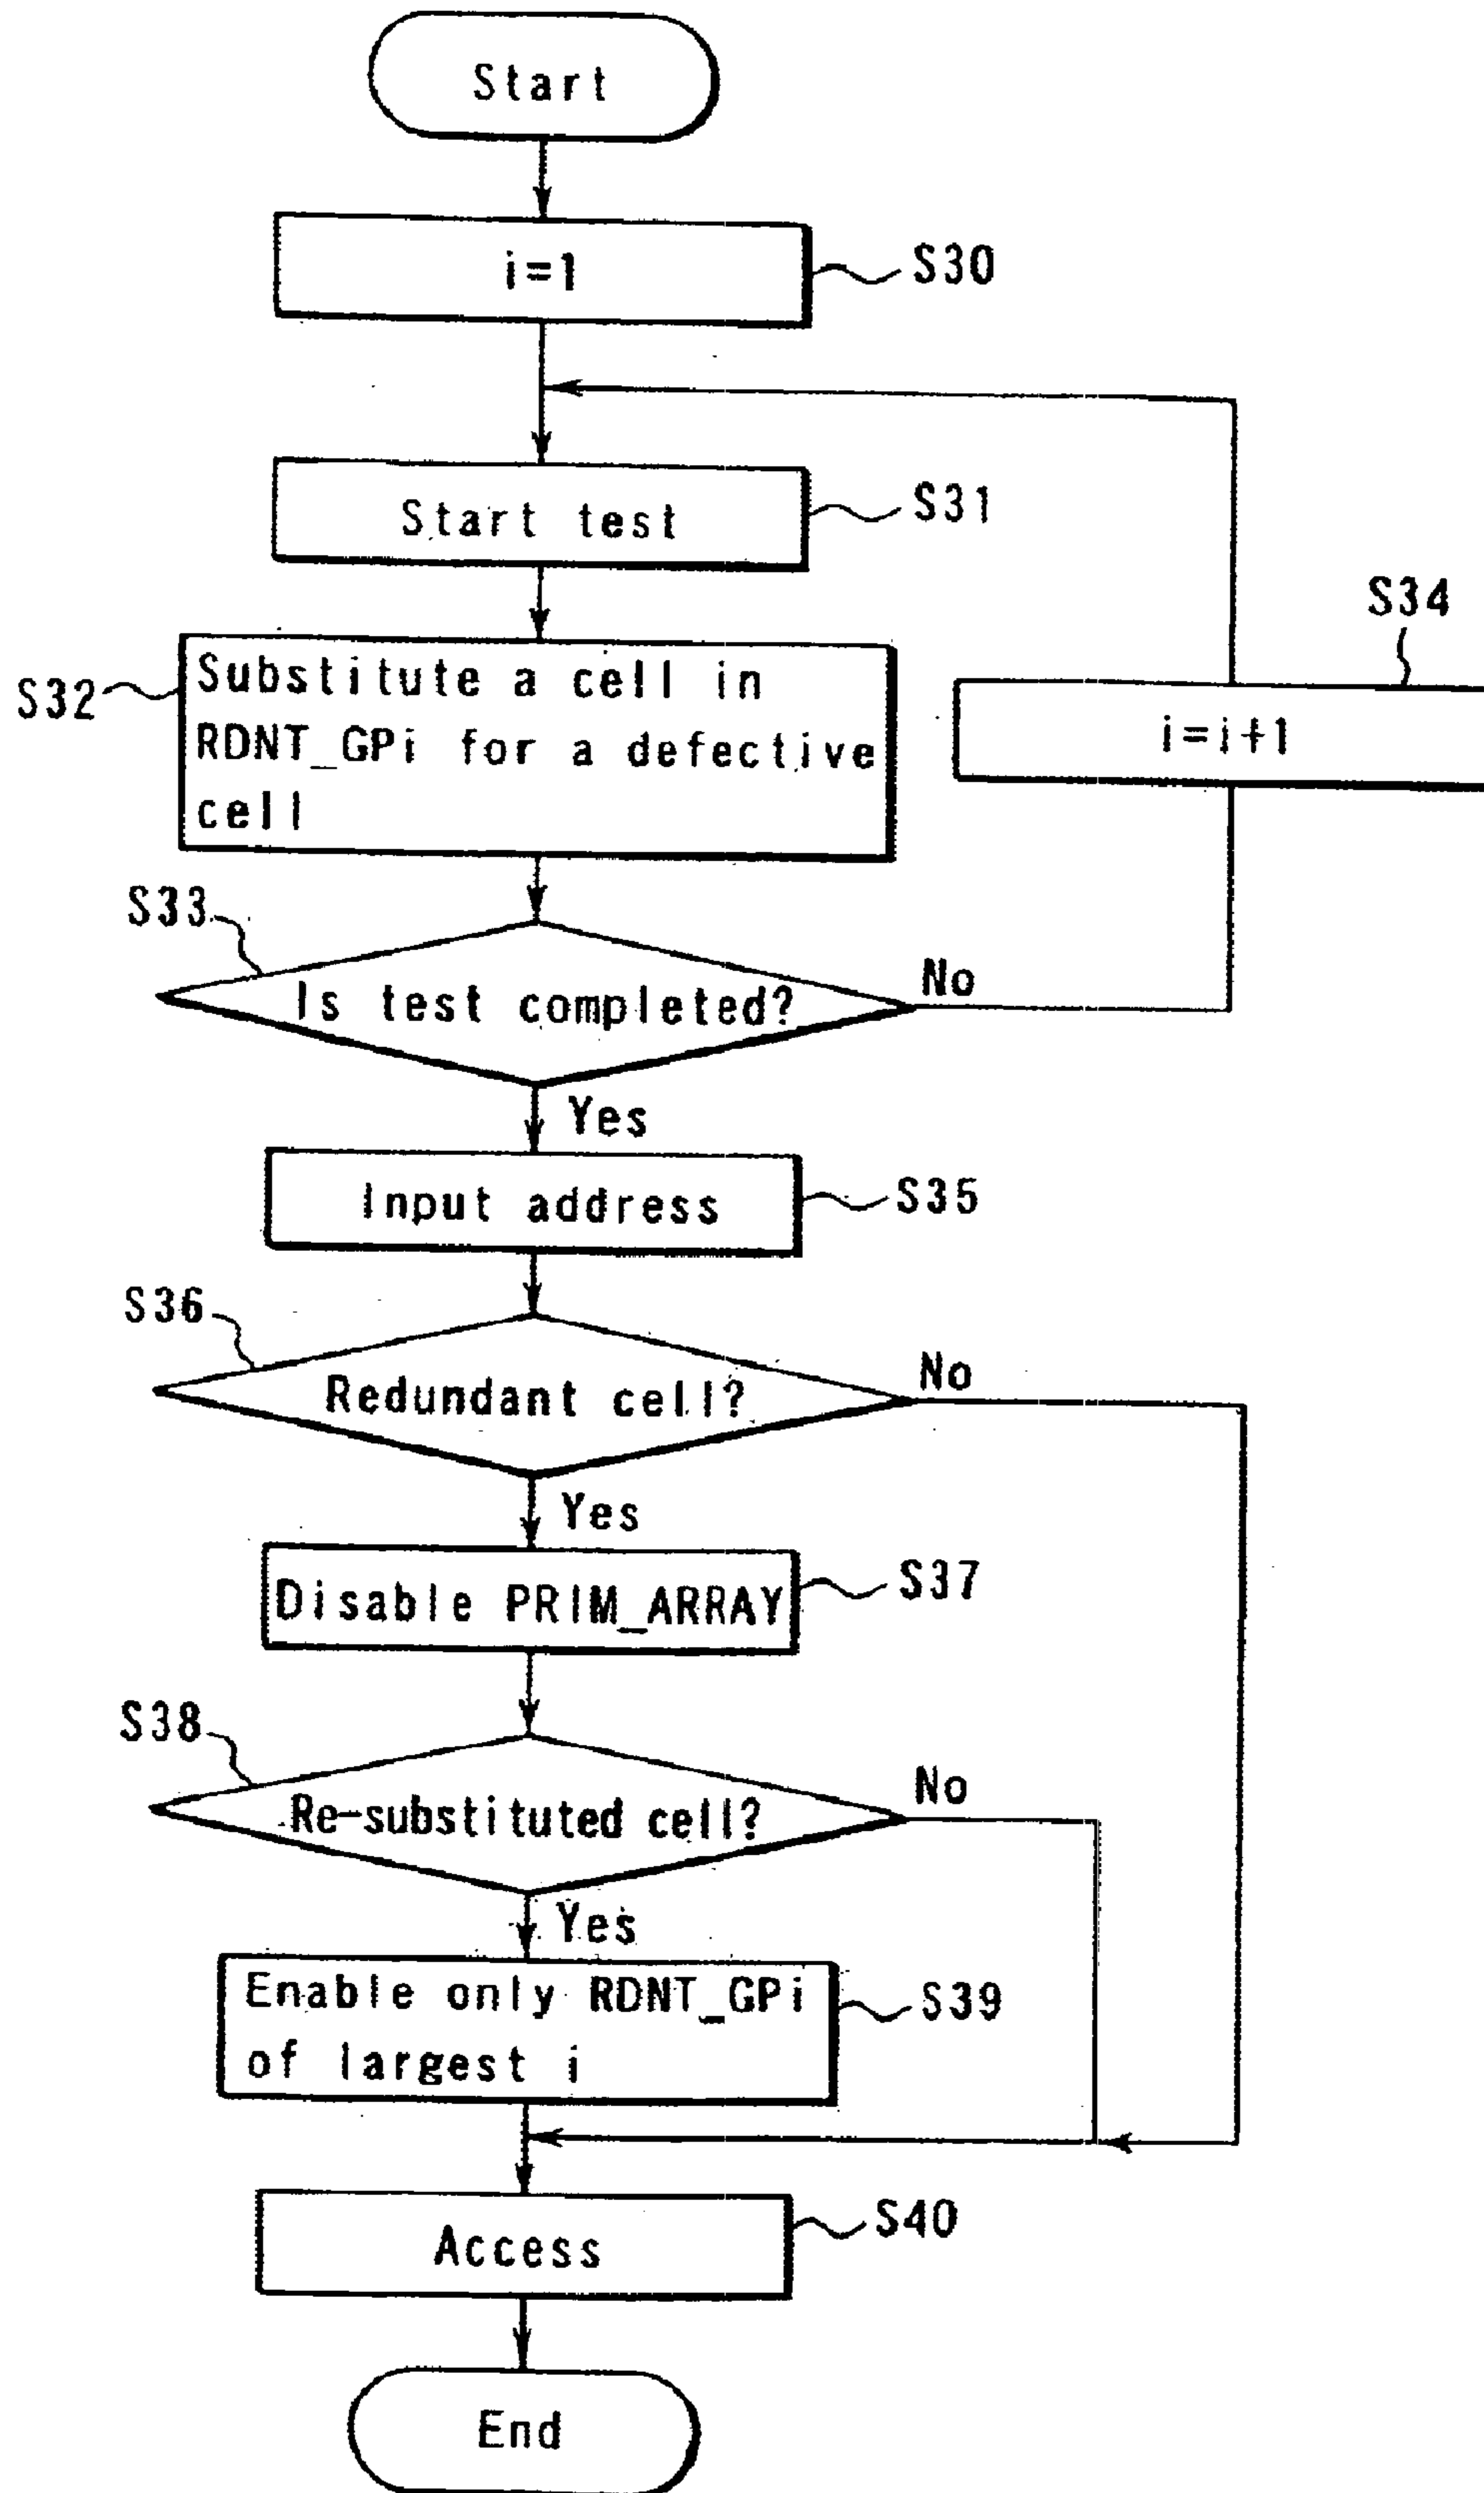 Start
i=1
S30
Start test
S31
S34
S32
Substitute a cell in
RDNT_GPi for a defective
cell
i=i+1
S33
Is test completed?
No
Yes
Input address
S35
S36
Redundant cell?
No
Yes
Disable PRIM_ARRAY
S37
S38
Re-substituted cell?
No
Yes
Enable only RDNT_GPi
of largest i
S39
Access
S40
End